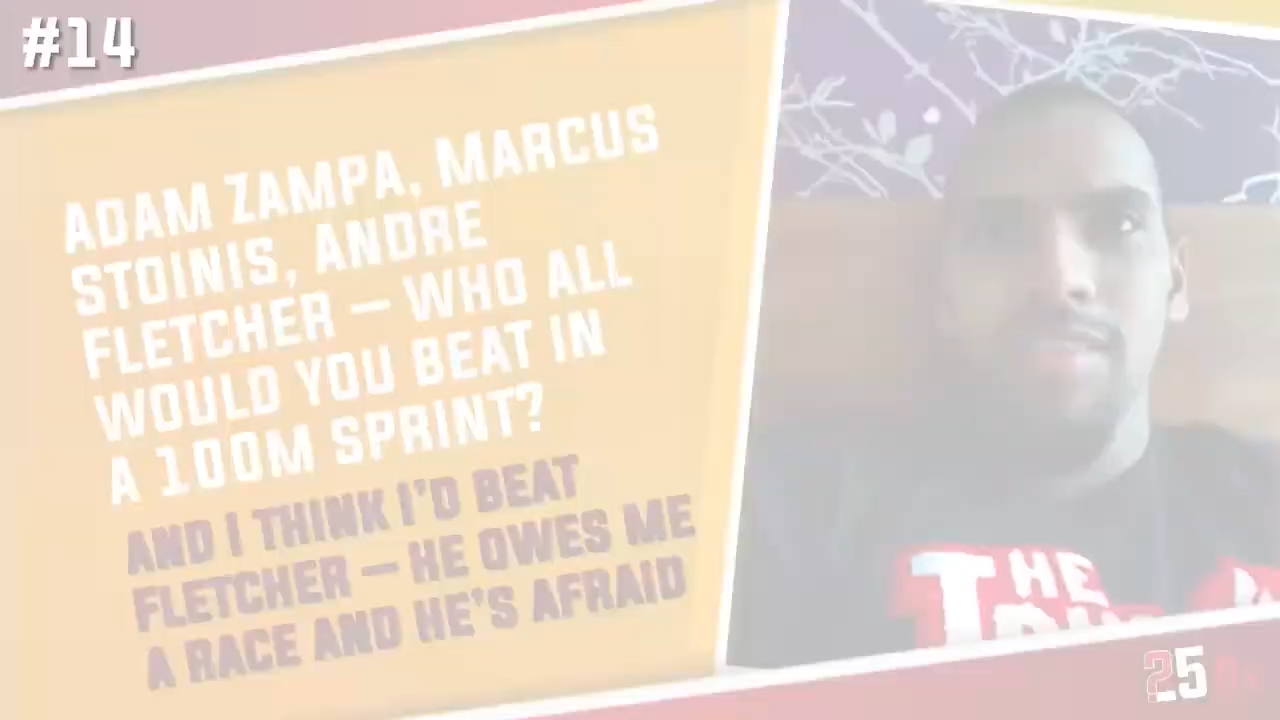 #14
ADAM ZAMPA, MARCUS
STOINIS, ANDRE
FLETCHER – WHO ALL
WOULD YOU BEAT IN
A 100M SPRINT?
AND I THINK I'D BEAT
FLETCHER – HE OWES ME
A RACE AND HE'S AFRAID
THE
25